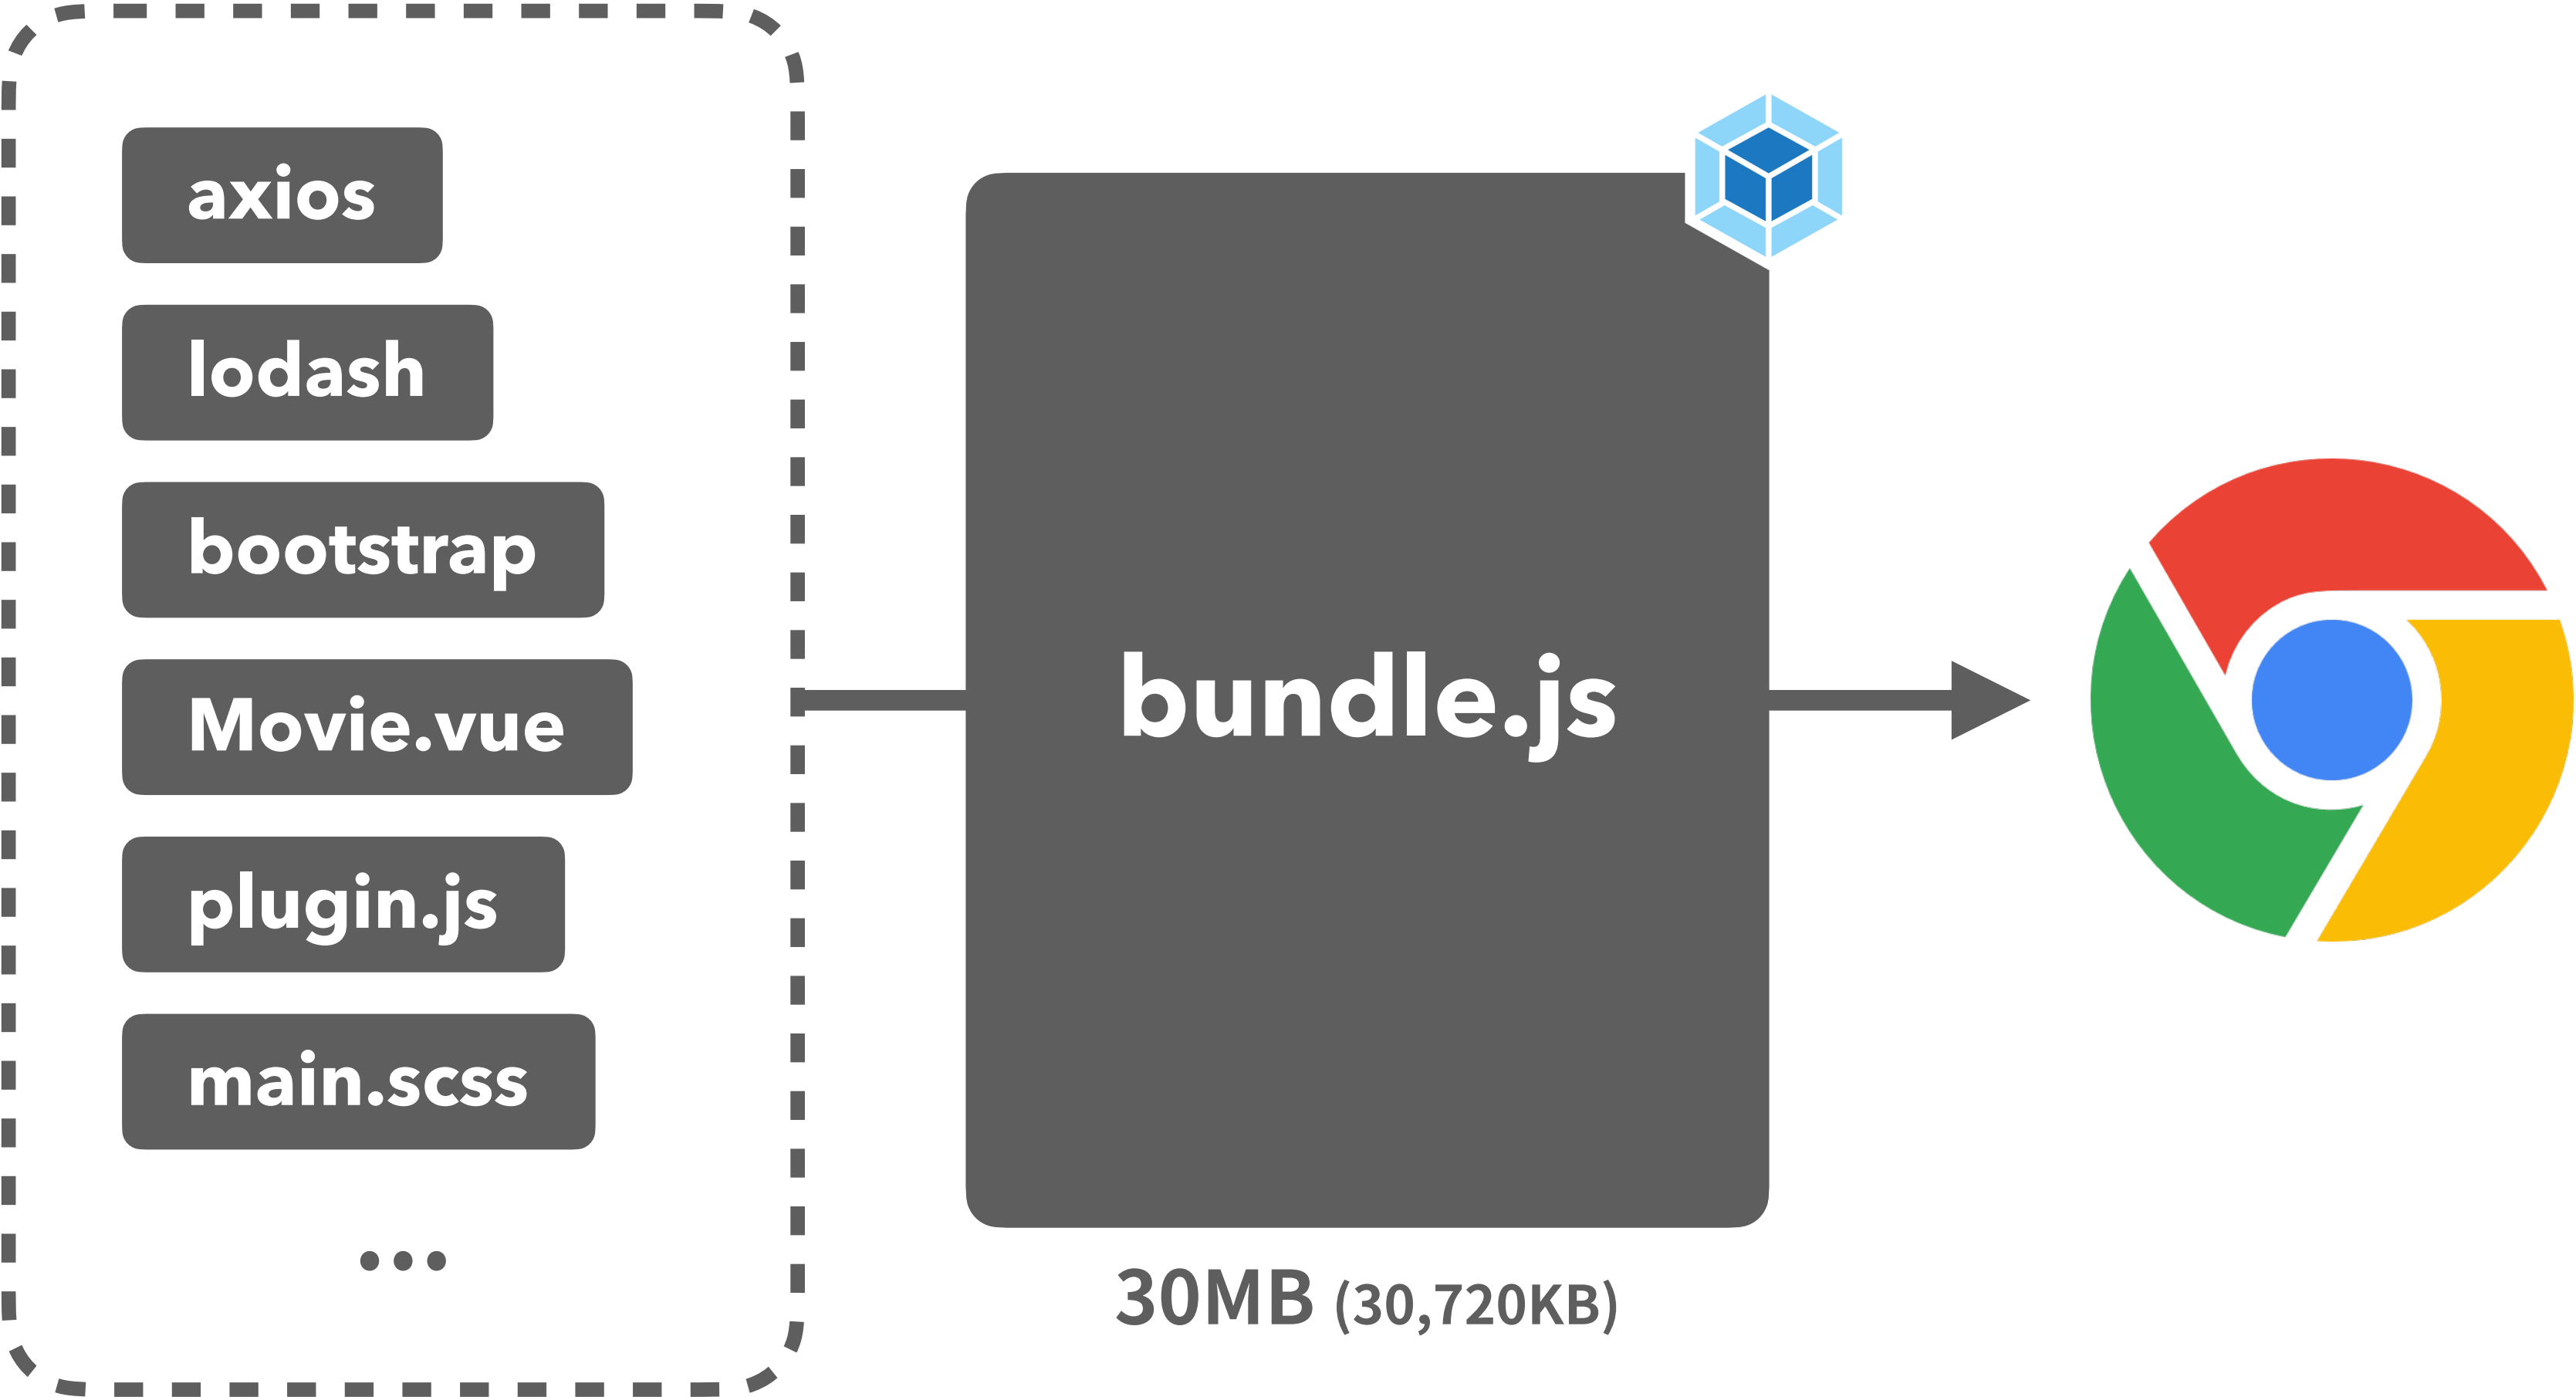 axios
lodash
bootstrap
Movie.vue
plugin.js
main.scss
...
bundle.js
30MB (30,720KB)